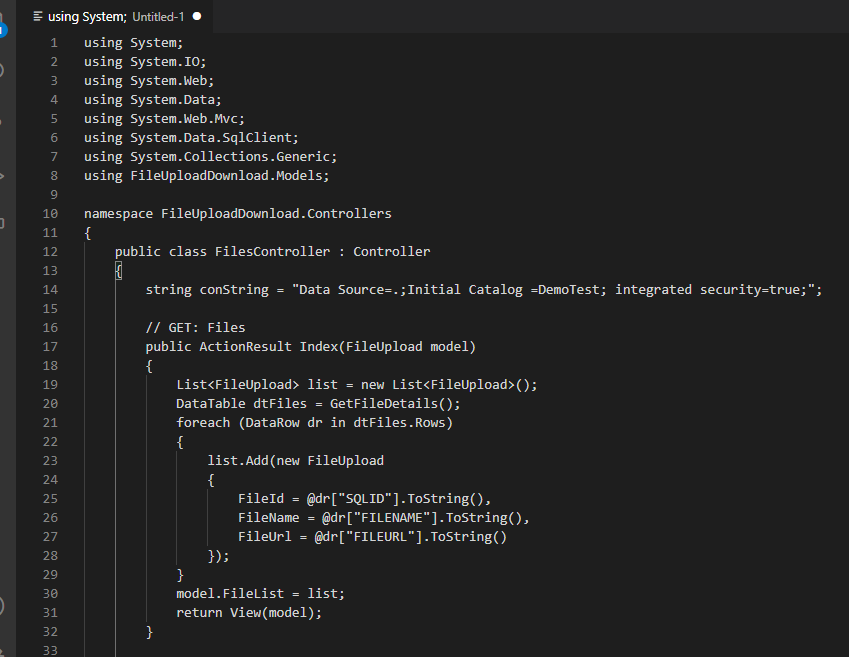 using System; Untitled-1
1 using System;
2 using System.IO;
3 using System.Web;
4 using System.Data;
5 using System.Web.Mvc;
6 using System.Data.SqlClient;
7 using System.Collections.Generic;
8 using FileUploadDownload.Models;
9
10 namespace FileUploadDownload.Controllers
11 {
12     public class FilesController : Controller
13     {
14         string conString = "Data Source=.;Initial Catalog =DemoTest; integrated security=true;";
15
16         // GET: Files
17         public ActionResult Index(FileUpload model)
18         {
19             List<FileUpload> list = new List<FileUpload>();
20             DataTable dtFiles = GetFileDetails();
21             foreach (DataRow dr in dtFiles.Rows)
22             {
23                 list.Add(new FileUpload
24                 {
25                     FileId = @dr["SQLID"].ToString(),
26                     FileName = @dr["FILENAME"].ToString(),
27                     FileUrl = @dr["FILEURL"].ToString()
28                 });
29             }
30             model.FileList = list;
31             return View(model);
32         }
33